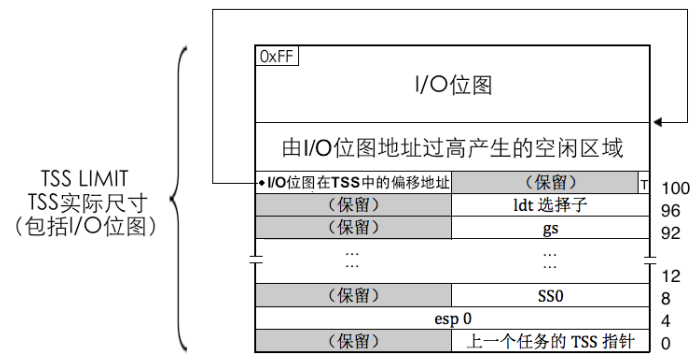 0xFF
I/O位图
由I/O位图地址过高产生的空闲区域
TSS LIMIT
TSS实际尺寸
(包括I/O位图)
I/O位图在TSS中的偏移地址 （保留） T 100
（保留） ldt 选择子 96
（保留） gs 92
... ...
... ... 12
（保留） SS0 8
esp 0 4
（保留） 上一个任务的 TSS 指针 0